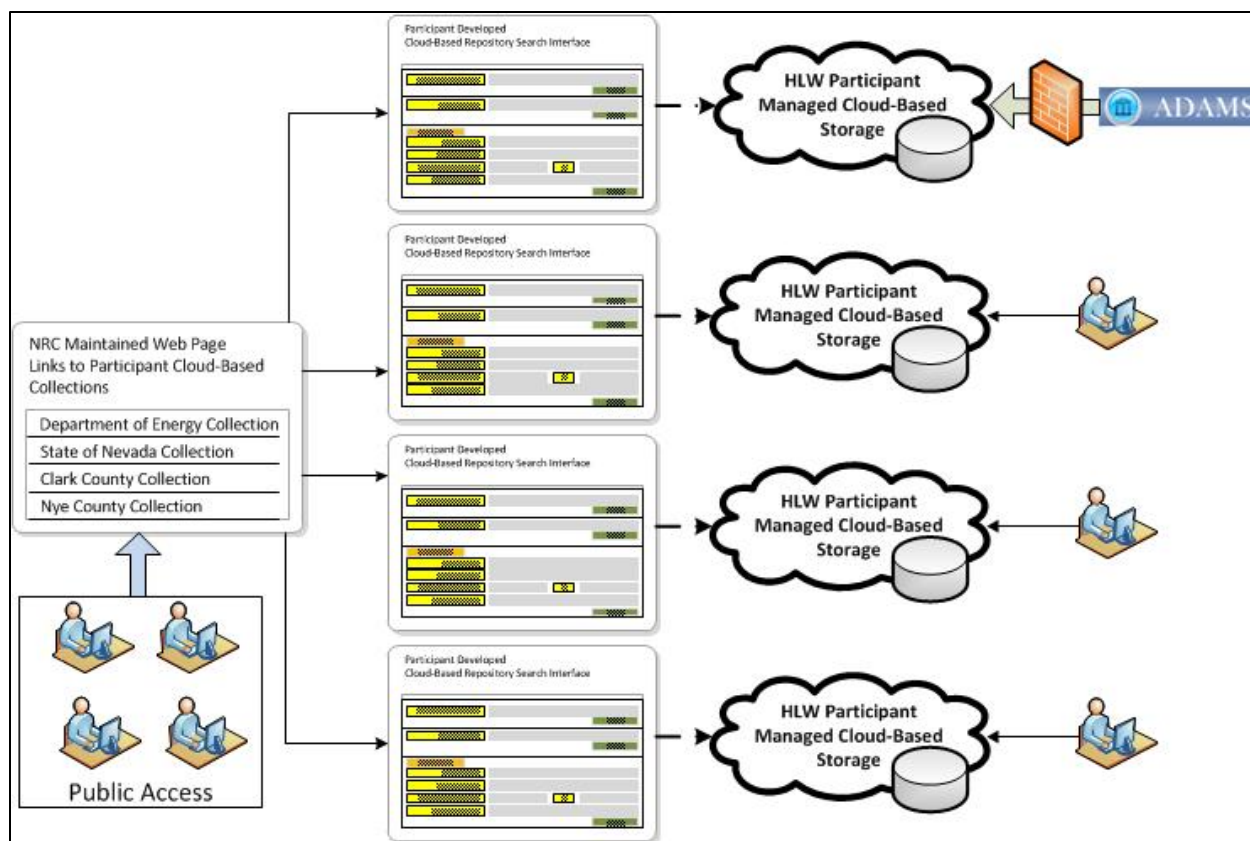 Participant Developed
Cloud-Based Repository Search Interface
HLW Participant
Managed Cloud-Based
Storage
ADAMS
Participant Developed
Cloud-Based Repository Search Interface
HLW Participant
Managed Cloud-Based
Storage
NRC Maintained Web Page
Links to Participant Cloud-Based
Collections
Department of Energy Collection
State of Nevada Collection
Clark County Collection
Nye County Collection
Participant Developed
Cloud-Based Repository Search Interface
HLW Participant
Managed Cloud-Based
Storage
Public Access
Participant Developed
Cloud-Based Repository Search Interface
HLW Participant
Managed Cloud-Based
Storage